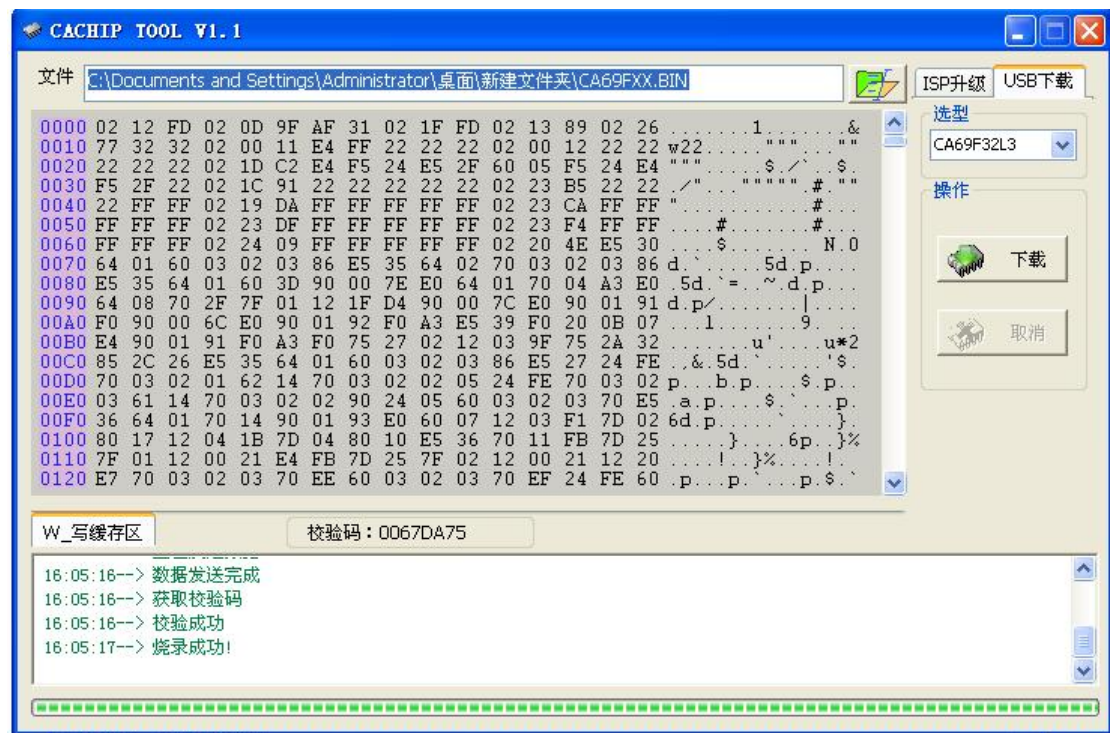 CACHIP TOOL V1.1
文件 C:\Documents and Settings\Administrator\桌面\新建文件夹\CA69FXX.BIN
ISP升级 USB下载
选型
CA69F32L3
操作
下载
取消
0000 02 12 FD 02 0D 9F AF 31 02 1F FD 02 13 89 02 26 .......1.......&
0010 77 32 32 02 00 11 E4 FF 22 22 22 02 00 12 22 22 w22....."""...""
0020 22 22 22 02 1D C2 E4 F5 24 E5 2F 60 05 F5 24 E4 """.....$./`..$.
0030 F5 2F 22 02 1C 91 22 22 22 22 22 02 23 B5 22 22 ./"...""""".#.""
0040 22 FF FF 02 19 DA FF FF FF FF FF 02 23 CA FF FF "...........#...
0050 FF FF FF 02 23 DF FF FF FF FF FF 02 23 F4 FF FF ....#.......#...
0060 FF FF FF 02 24 09 FF FF FF FF FF 02 20 4E E5 30 ....$....... N.0
0070 64 01 60 03 02 03 86 E5 35 64 02 70 03 02 03 86 d.`.....5d.p....
0080 E5 35 64 01 60 3D 90 00 7E E0 64 01 70 04 A3 E0 .5d.`=..~.d.p...
0090 64 08 70 2F 7F 01 12 1F D4 90 00 7C E0 90 01 91 d.p/.......|....
00A0 F0 90 00 6C E0 90 01 92 F0 A3 E5 39 F0 20 0B 07 ...l.......9. ..
00B0 E4 90 01 91 F0 A3 F0 75 27 02 12 03 9F 75 2A 32 .......u'....u*2
00C0 85 2C 26 E5 35 64 01 60 03 02 03 86 E5 27 24 FE .,&.5d.`.....'$.
00D0 70 03 02 01 62 14 70 03 02 02 05 24 FE 70 03 02 p...b.p....$.p..
00E0 03 61 14 70 03 02 02 90 24 05 60 03 02 03 70 E5 .a.p....$.`...p.
00F0 36 64 01 70 14 90 01 93 E0 60 07 12 03 F1 7D 02 6d.p.....`....}.
0100 80 17 12 04 1B 7D 04 80 10 E5 36 70 11 FB 7D 25 .....}....6p..}%
0110 7F 01 12 00 21 E4 FB 7D 25 7F 02 12 00 21 12 20 ....!..}%....!. 
0120 E7 70 03 02 03 70 EE 60 03 02 03 70 EF 24 FE 60 .p...p.`...p.$.`
W_写缓存区 校验码：0067DA75
16:05:16--> 数据发送完成
16:05:16--> 获取校验码
16:05:16--> 校验成功
16:05:17--> 烧录成功!